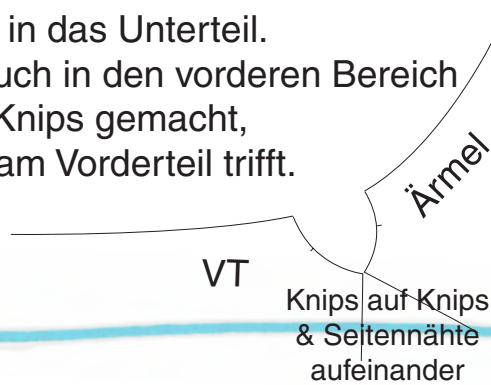 in das Unterteil.
uch in den vorderen Bereich
Knips gemacht,
am Vorderteil trifft.
Ärmel
VT
Knips auf Knips
& Seitennähte
aufeinander